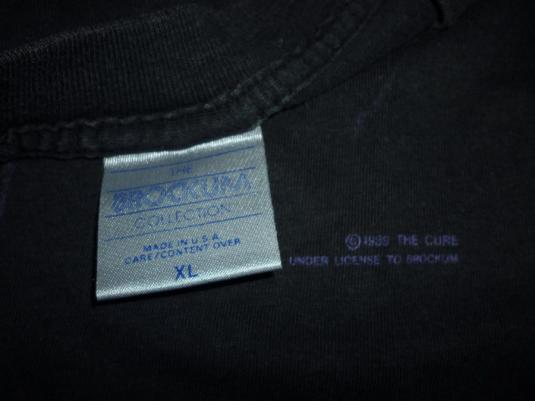 THE
BROCKUM
COLLECTION
MADE IN U.S.A.
CARE/CONTENT OVER
XL
© 1989 THE CURE
UNDER LICENSE TO BROCKUM